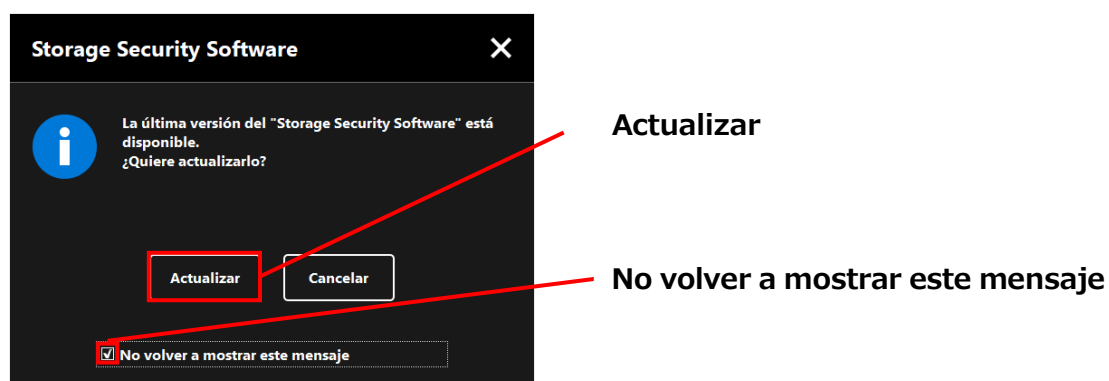 Storage Security Software
La última versión del "Storage Security Software" está
disponible.
¿Quiere actualizarlo?
Actualizar
Cancelar
No volver a mostrar este mensaje
Actualizar
No volver a mostrar este mensaje